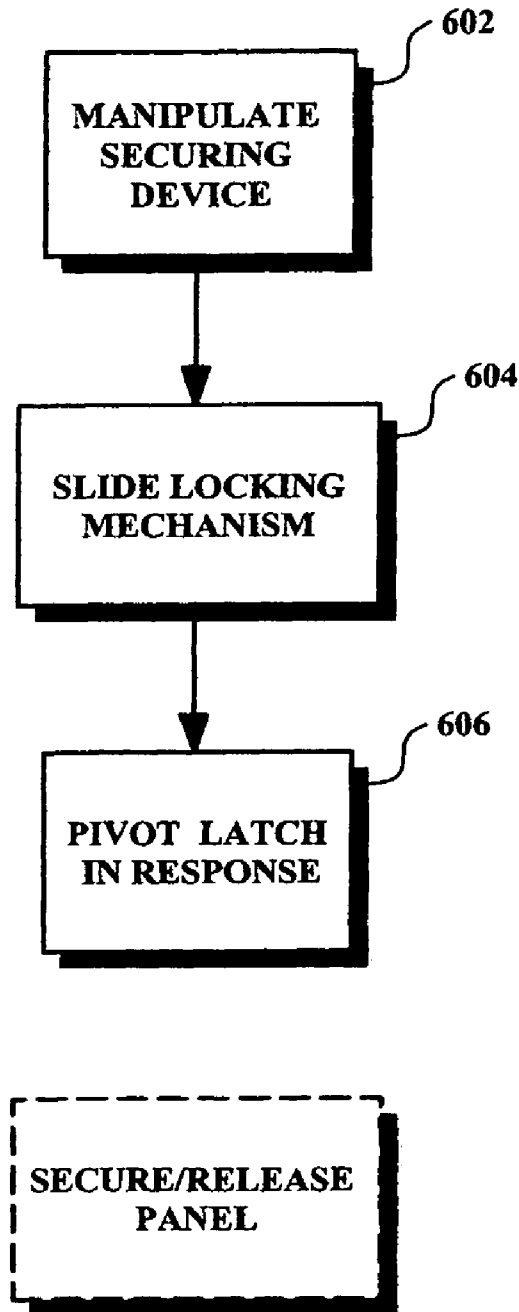 602
MANIPULATE
SECURING
DEVICE
604
SLIDE LOCKING
MECHANISM
606
PIVOT LATCH
IN RESPONSE
SECURE/RELEASE
PANEL